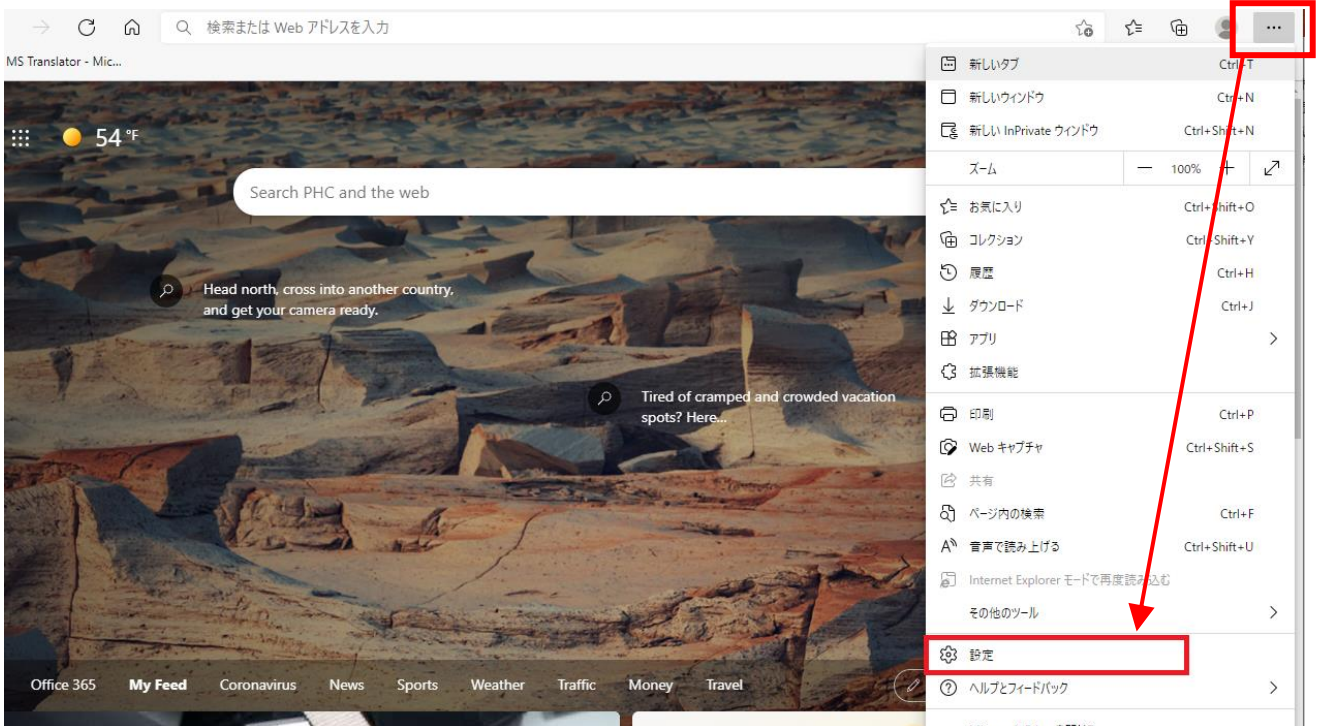 検索または Web アドレスを入力
MS Translator - Mic...
54 °F
Search PHC and the web
Head north, cross into another country,
and get your camera ready.
Tired of cramped and crowded vacation
spots? Here...
Office 365 My Feed Coronavirus News Sports Weather Traffic Money Travel
新しいタブ Ctrl+T
新しいウィンドウ Ctrl+N
新しい InPrivate ウィンドウ Ctrl+Shift+N
ズーム — 100% +
お気に入り Ctrl+Shift+O
コレクション Ctrl+Shift+Y
履歴 Ctrl+H
ダウンロード Ctrl+J
アプリ
拡張機能
印刷 Ctrl+P
Web キャプチャ Ctrl+Shift+S
共有
ページ内の検索 Ctrl+F
音声で読み上げる Ctrl+Shift+U
Internet Explorer モードで再度読み込む
その他のツール
設定
ヘルプとフィードバック